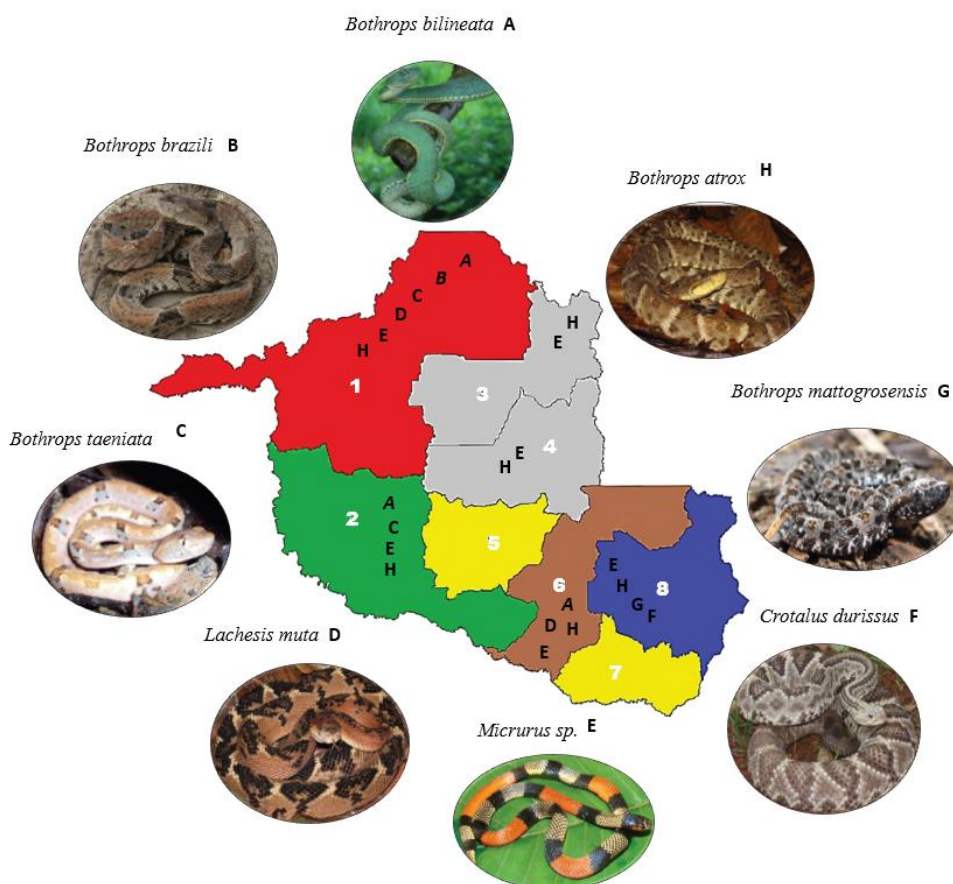 Bothrops bilineata A
Bothrops brazili B
Bothrops atrox H
A
B
C
D
E
H
1
H
E
3
Bothrops mattogrosensis G
Bothrops taeniata C
E
H
4
2
A
C
E
H
5
6
E
H
G
F
8
A
D
H
E
7
Lachesis muta D
Crotalus durissus F
Micrurus sp. E